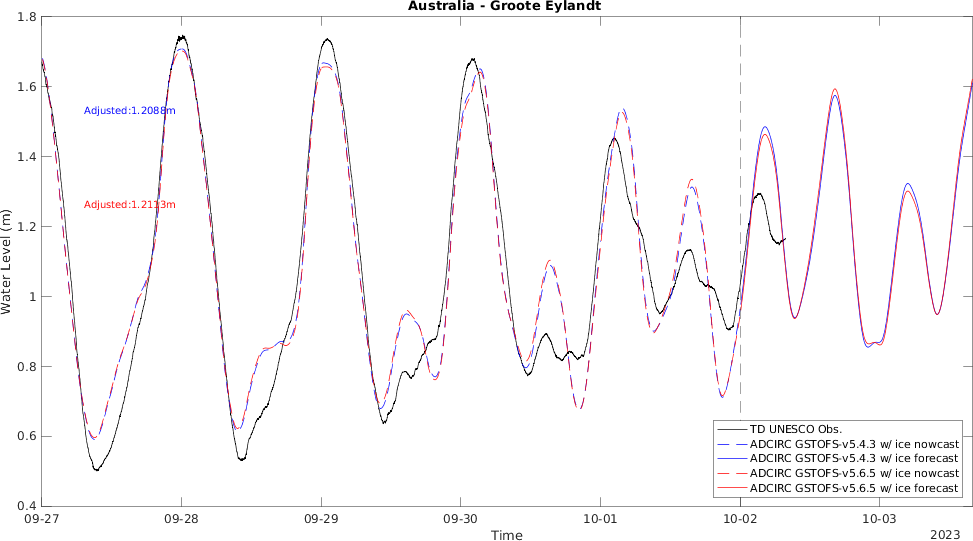 Australia - Groote Eylandt
1.8
1.6
1.4
1.2
1
0.8
0.6
0.4
Water Level (m)
Adjusted:1.2088m
Adjusted:1.2113m
TD UNESCO Obs.
ADCIRC GSTOFS-v5.4.3 w/ ice nowcast
ADCIRC GSTOFS-v5.4.3 w/ ice forecast
ADCIRC GSTOFS-v5.6.5 w/ ice nowcast
ADCIRC GSTOFS-v5.6.5 w/ ice forecast
09-27 09-28 09-29 09-30 10-01 10-02 10-03
Time
2023